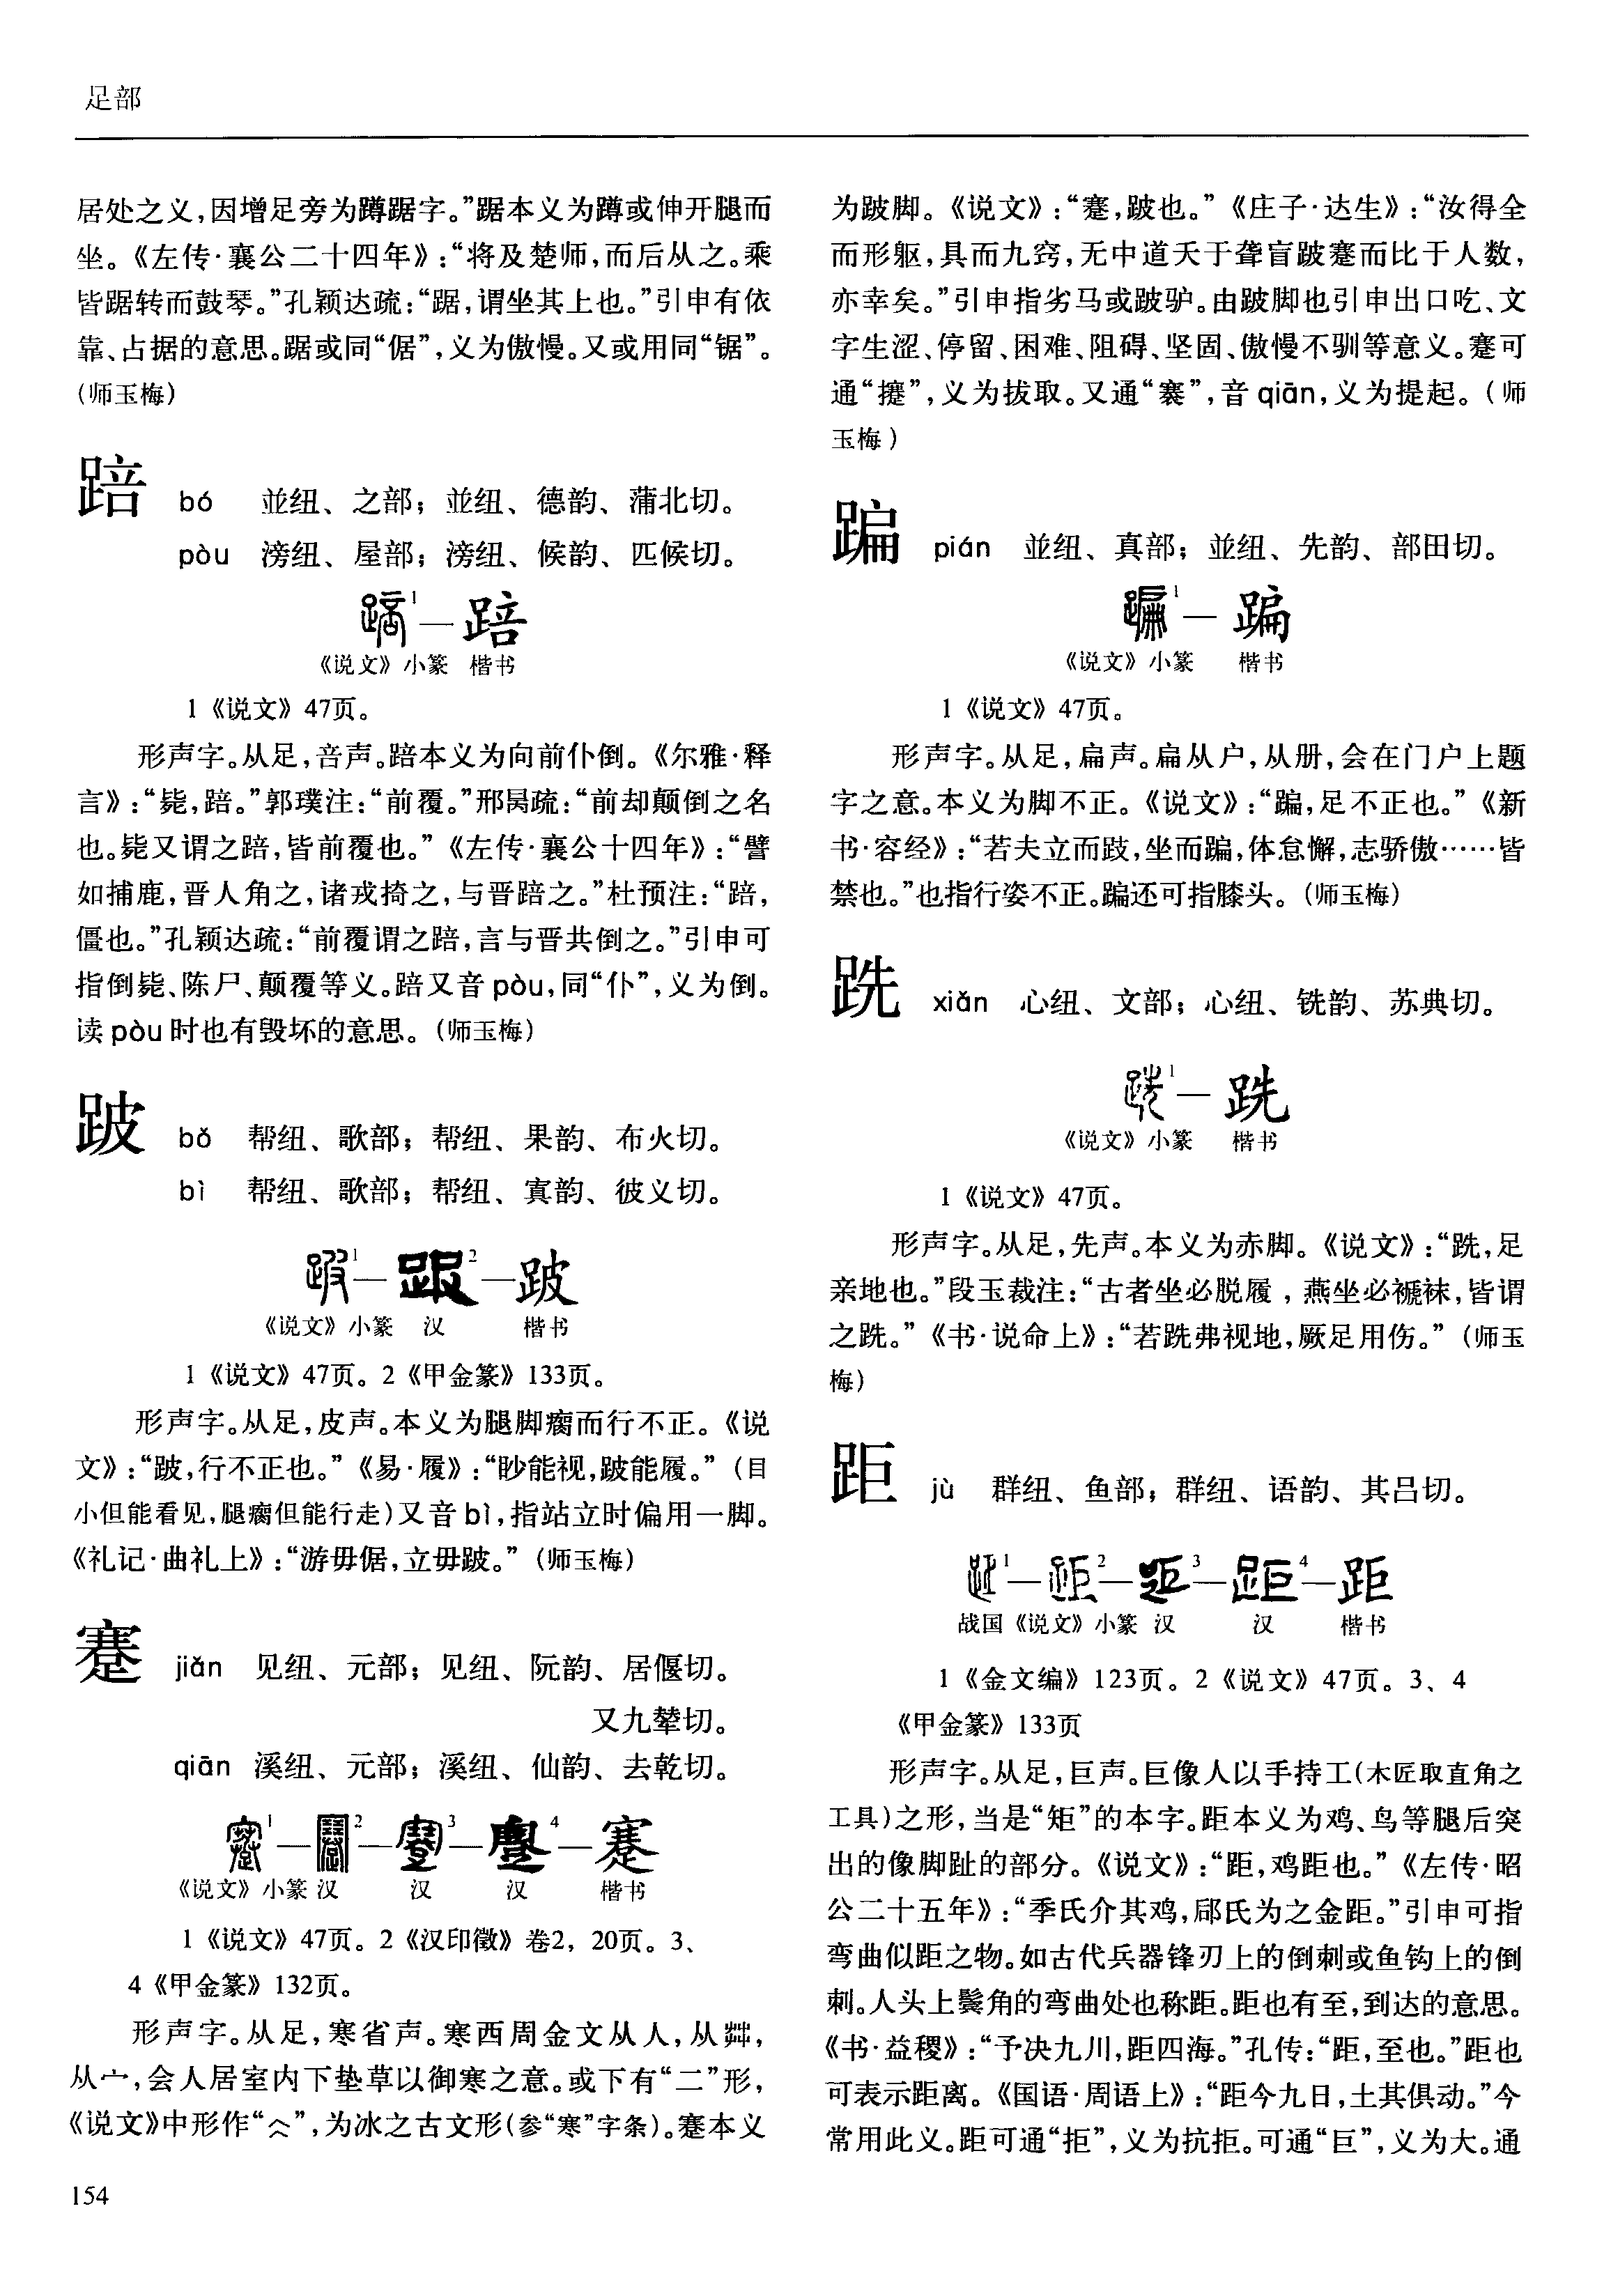 足部
居处之义，因增足旁为蹲踞字。”踞本义为蹲或伸开腿而
坐。《左传·襄公二十四年》：“将及楚师，而后从之。乘
皆踞转而鼓琴。”孔颖达疏：“踞，谓坐其上也。”引申有依
靠、占据的意思。踞或同“倨”，义为傲慢。又或用同“锯”。
（师玉梅）
踣 bó 並纽、之部；並纽、德韵、蒲北切。
pòu 滂纽、屋部；滂纽、候韵、匹候切。
踣1—踣
《说文》小篆 楷书
1《说文》47页。
形声字。从足，咅声。踣本义为向前仆倒。《尔雅·释
言》：“毙，踣。”郭璞注：“前覆。”邢昺疏：“前却颠倒之名
也。毙又谓之踣，皆前覆也。”《左传·襄公十四年》：“譬
如捕鹿，晋人角之，诸戎掎之，与晋踣之。”杜预注：“踣，
僵也。”孔颖达疏：“前覆谓之踣，言与晋共倒之。”引申可
指倒毙、陈尸、颠覆等义。踣又音 pòu，同“仆”，义为倒。
读 pòu 时也有毁坏的意思。（师玉梅）
跛 bǒ 帮纽、歌部；帮纽、果韵、布火切。
bì 帮纽、歌部；帮纽、寘韵、彼义切。
跛1—跛2—跛
《说文》小篆 汉 楷书
1《说文》47页。2《甲金篆》133页。
形声字。从足，皮声。本义为腿脚瘸而行不正。《说
文》：“跛，行不正也。”《易·履》：“眇能视，跛能履。”（目
小但能看见，腿瘸但能行走）又音 bì，指站立时偏用一脚。
《礼记·曲礼上》：“游毋倨，立毋跛。”（师玉梅）
蹇 jiǎn 见纽、元部；见纽、阮韵、居偃切。
又九辇切。
qiān 溪纽、元部；溪纽、仙韵、去乾切。
蹇1—蹇2—蹇3—蹇4—蹇
《说文》小篆 汉 汉 汉 楷书
1《说文》47页。2《汉印徵》卷2，20页。3、
4《甲金篆》132页。
形声字。从足，寒省声。寒西周金文从人，从茻，
从宀，会人居室内下垫草以御寒之意。或下有“二”形，
《说文》中形作“仌”，为冰之古文形（参“寒”字条）。蹇本义
为跛脚。《说文》：“蹇，跛也。”《庄子·达生》：“汝得全
而形躯，具而九窍，无中道夭于聋盲跛蹇而比于人数，
亦幸矣。”引申指劣马或跛驴。由跛脚也引申出口吃、文
字生涩、停留、困难、阻碍、坚固、傲慢不驯等意义。蹇可
通“攓”，义为拔取。又通“褰”，音 qiān，义为提起。（师
玉梅）
蹁 pián 並纽、真部；並纽、先韵、部田切。
蹁1—蹁
《说文》小篆 楷书
1《说文》47页。
形声字。从足，扁声。扁从户，从册，会在门户上题
字之意。本义为脚不正。《说文》：“蹁，足不正也。”《新
书·容经》：“若夫立而跂，坐而蹁，体怠懈，志骄傲……皆
禁也。”也指行姿不正。蹁还可指膝头。（师玉梅）
跣 xiǎn 心纽、文部；心纽、铣韵、苏典切。
跣1—跣
《说文》小篆 楷书
1《说文》47页。
形声字。从足，先声。本义为赤脚。《说文》：“跣，足
亲地也。”段玉裁注：“古者坐必脱履，燕坐必褫袜，皆谓
之跣。”《书·说命上》：“若跣弗视地，厥足用伤。”（师玉
梅）
距 jù 群纽、鱼部；群纽、语韵、其吕切。
距1—距2—距3—距4—距
战国《说文》小篆 汉 汉 楷书
1《金文编》123页。2《说文》47页。3、4
《甲金篆》133页
形声字。从足，巨声。巨像人以手持工（木匠取直角之
工具）之形，当是“矩”的本字。距本义为鸡、鸟等腿后突
出的像脚趾的部分。《说文》：“距，鸡距也。”《左传·昭
公二十五年》：“季氏介其鸡，郈氏为之金距。”引申可指
弯曲似距之物。如古代兵器锋刃上的倒刺或鱼钩上的倒
刺。人头上鬓角的弯曲处也称距。距也有至，到达的意思。
《书·益稷》：“予决九川，距四海。”孔传：“距，至也。”距也
可表示距离。《国语·周语上》：“距今九日，土其俱动。”今
常用此义。距可通“拒”，义为抗拒。可通“巨”，义为大。通
154